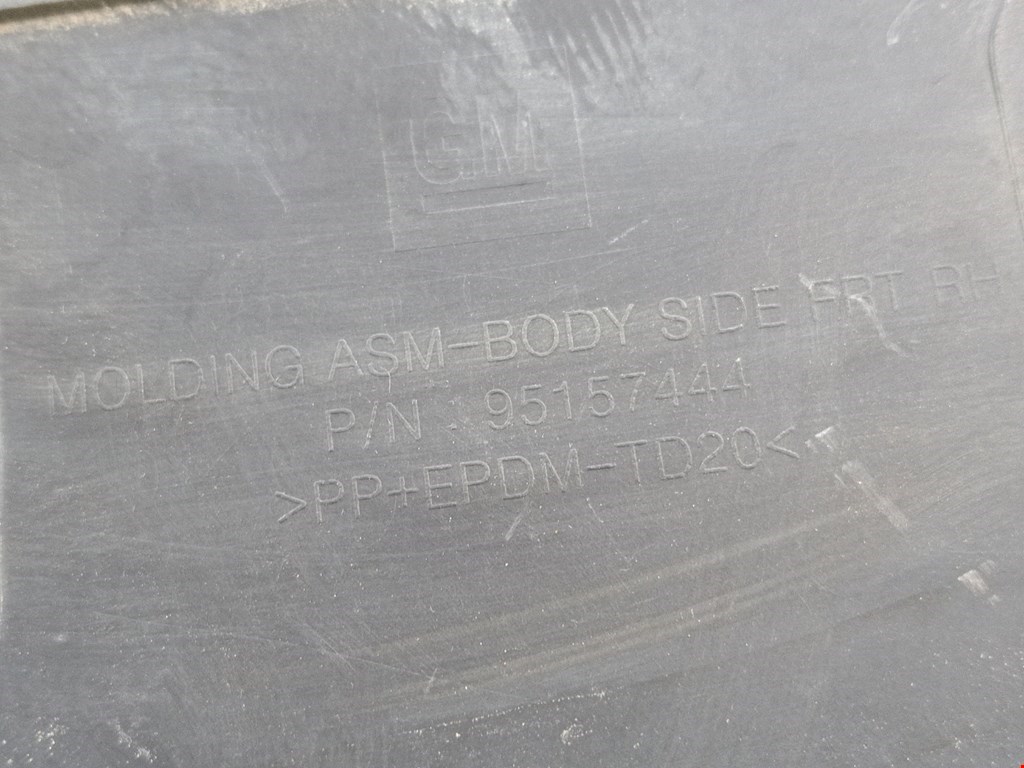 GM
MOLDING ASM-BODY SIDE FRT RH
P/N : 95157444
>PP+EPDM-TD20<